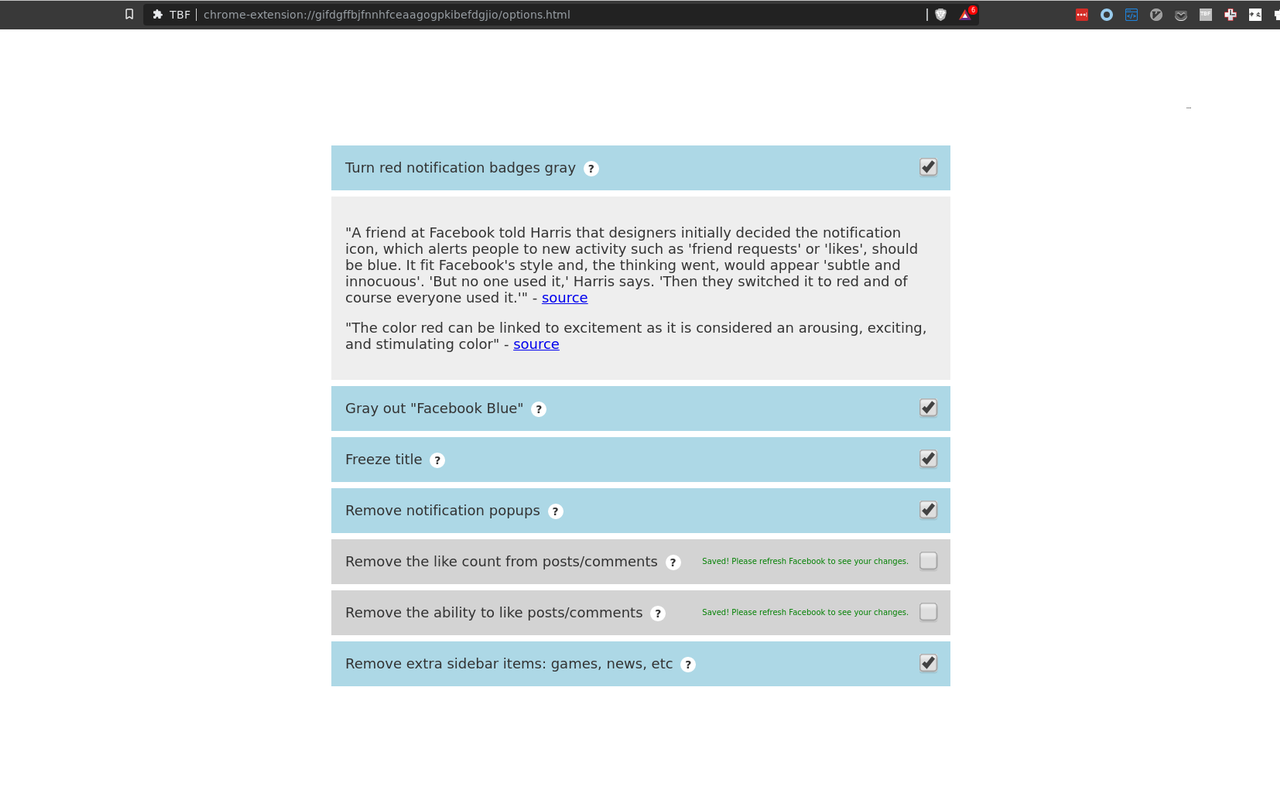 TBF | chrome-extension://gifdgffbjfnnhfceaagogpkibefdgjio/options.html
6
Turn red notification badges gray ?
"A friend at Facebook told Harris that designers initially decided the notification
icon, which alerts people to new activity such as 'friend requests' or 'likes', should
be blue. It fit Facebook's style and, the thinking went, would appear 'subtle and
innocuous'. 'But no one used it,' Harris says. 'Then they switched it to red and of
course everyone used it.'" - source
"The color red can be linked to excitement as it is considered an arousing, exciting,
and stimulating color" - source
Gray out "Facebook Blue" ?
Freeze title ?
Remove notification popups ?
Remove the like count from posts/comments ? Saved! Please refresh Facebook to see your changes.
Remove the ability to like posts/comments ? Saved! Please refresh Facebook to see your changes.
Remove extra sidebar items: games, news, etc ?